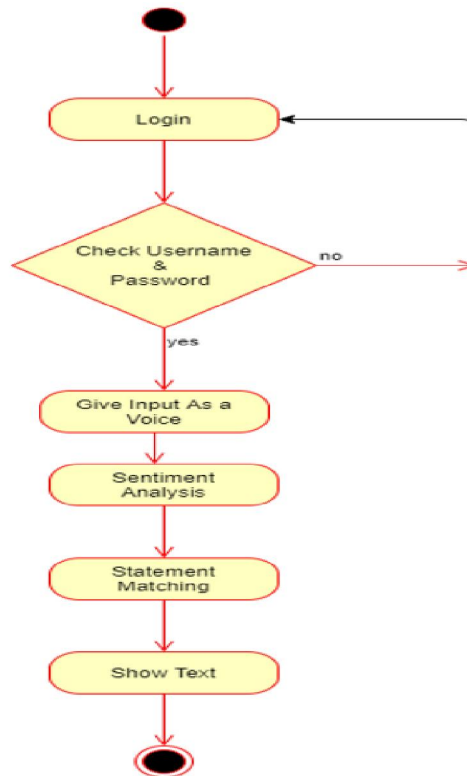 Login
Check Username
&
Password
no
yes
Give Input As a
Voice
Sentiment
Analysis
Statement
Matching
Show Text